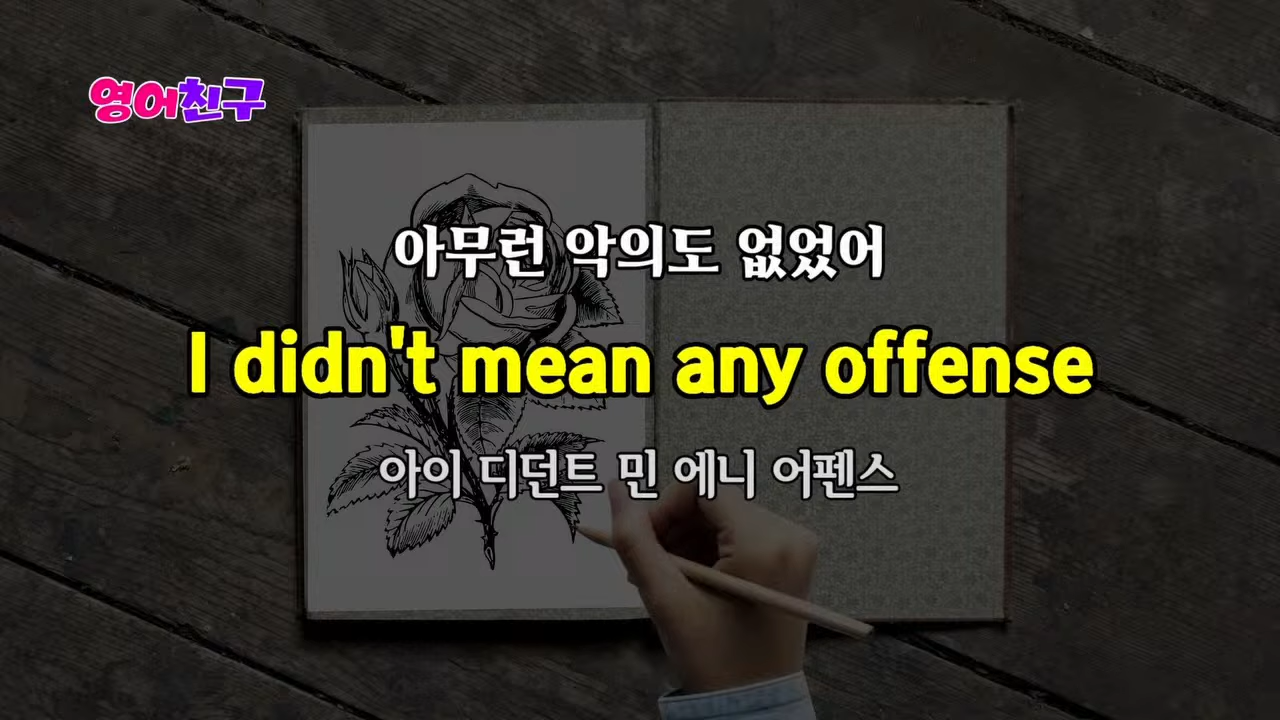 영어친구
아무런 악의도 없었어
I didn't mean any offense
아이 디던트 민 에니 어펜스